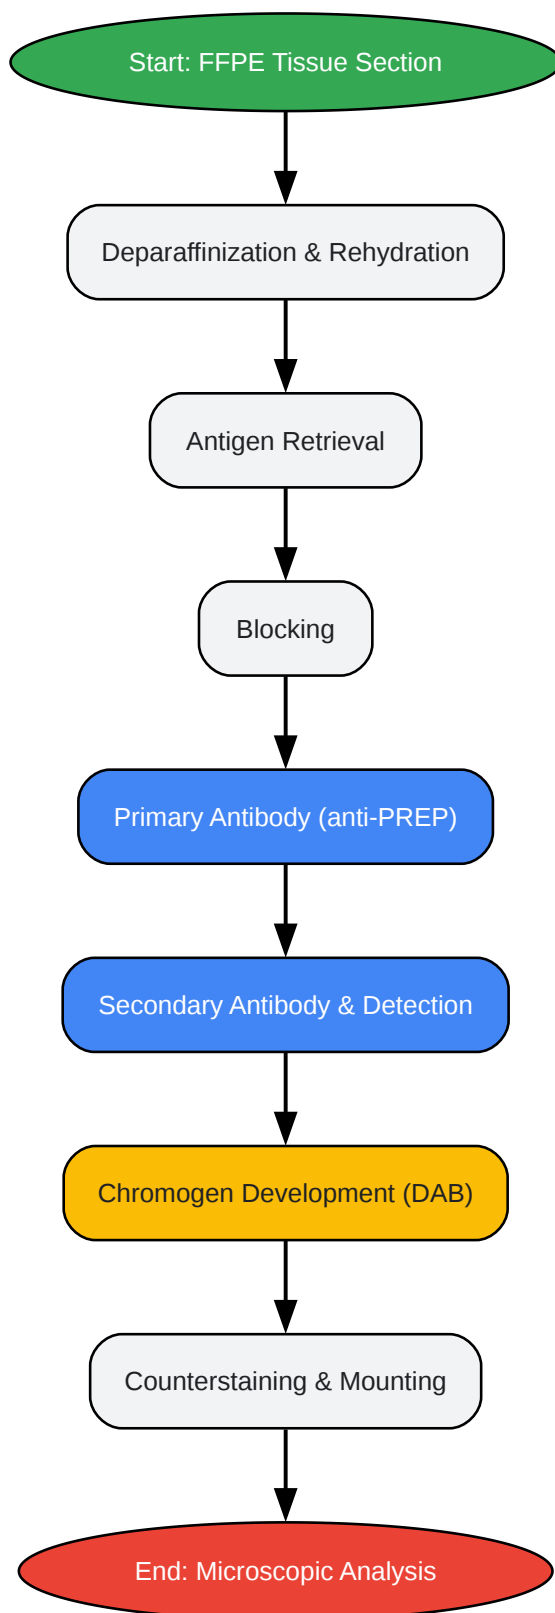 Start: FFPE Tissue Section
Deparaffinization & Rehydration
Antigen Retrieval
Blocking
Primary Antibody (anti-PREP)
Secondary Antibody & Detection
Chromogen Development (DAB)
Counterstaining & Mounting
End: Microscopic Analysis